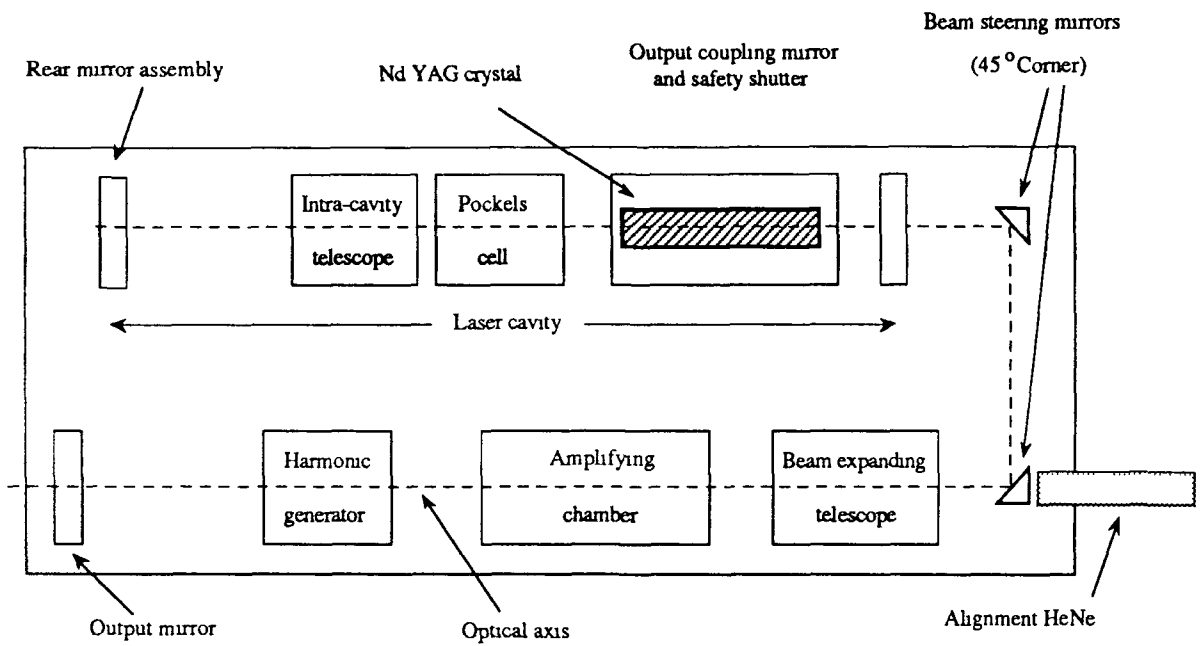 Beam steering mirrors
(45°Corner)
Output coupling mirror
and safety shutter
Rear mirror assembly
Nd YAG crystal
Intra-cavity
telescope
Pockels
cell
Laser cavity
Harmonic
generator
Amplifying
chamber
Beam expanding
telescope
Output mirror
Optical axis
Alignment HeNe